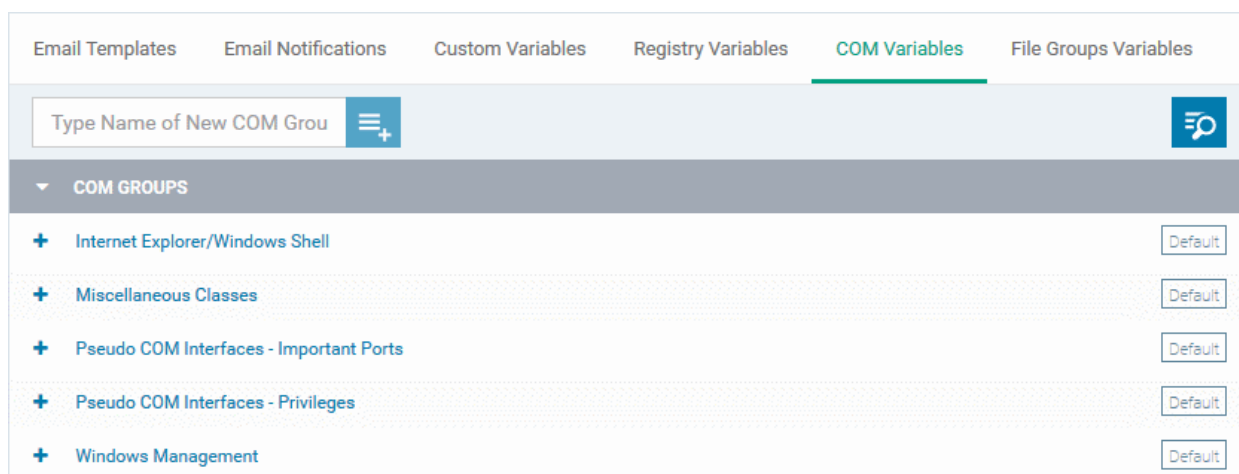 Email Templates Email Notifications Custom Variables Registry Variables COM Variables File Groups Variables
Type Name of New COM Grou
COM GROUPS
Internet Explorer/Windows Shell Default
Miscellaneous Classes Default
Pseudo COM Interfaces - Important Ports Default
Pseudo COM Interfaces - Privileges Default
Windows Management Default